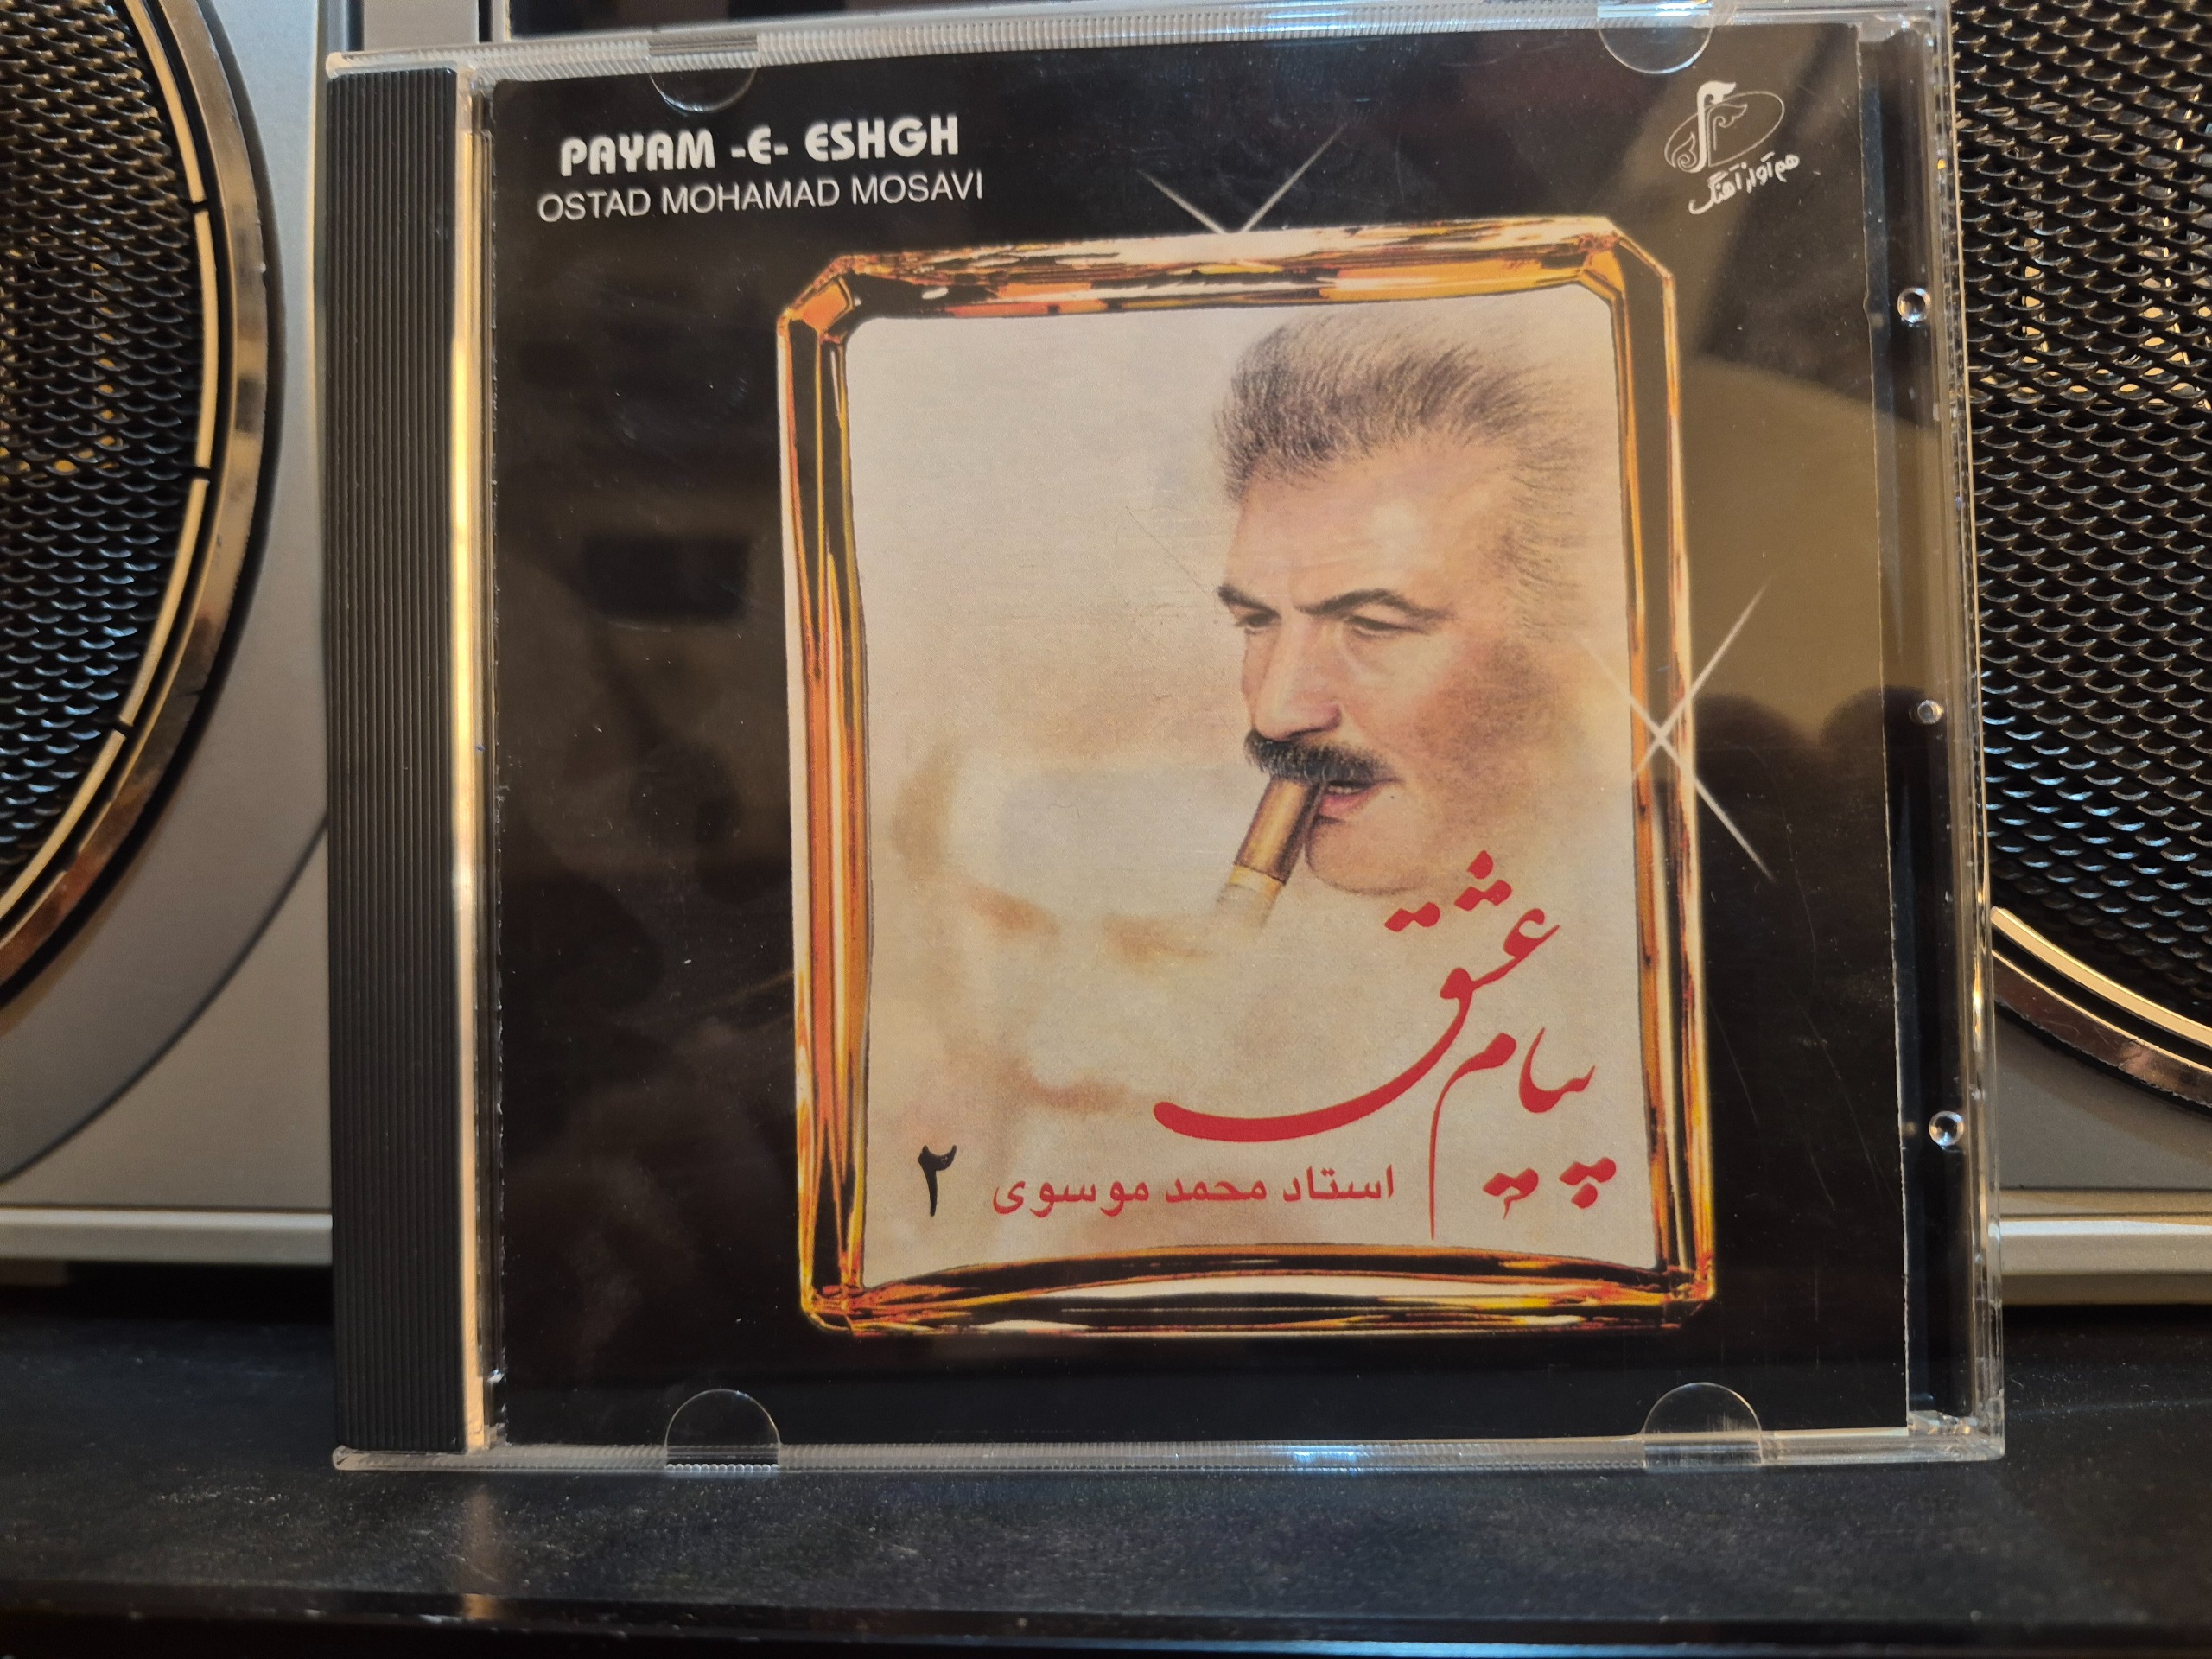 PAYAM -E- ESHGH
OSTAD MOHAMAD MOSAVI
هم آواز آهنگ
پیام عشق
استاد محمد موسوی
۲